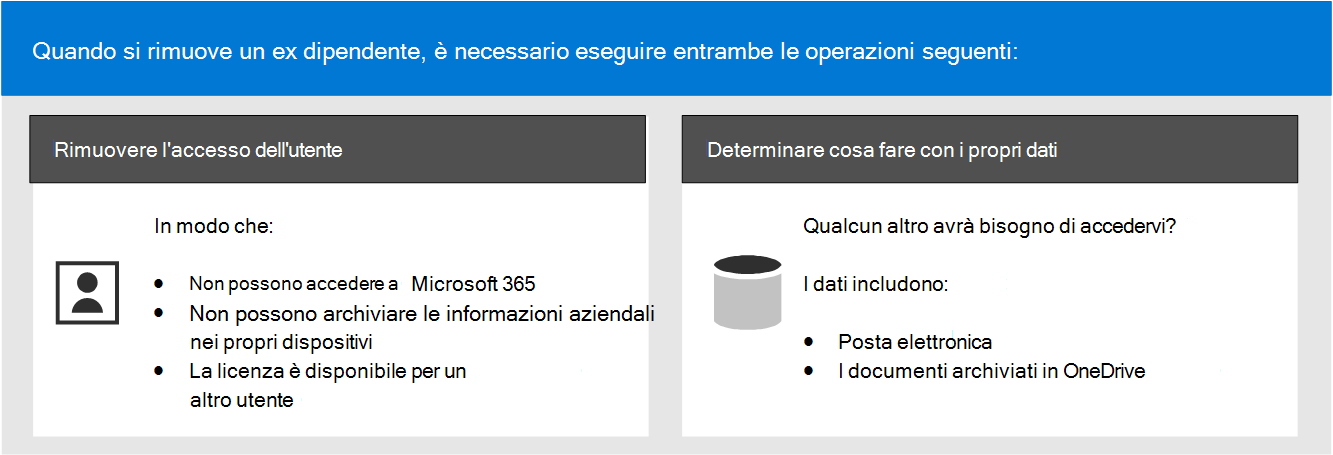 Quando si rimuove un ex dipendente, è necessario eseguire entrambe le operazioni seguenti:
Rimuovere l'accesso dell'utente
In modo che:
• Non possono accedere a Microsoft 365
• Non possono archiviare le informazioni aziendali
nei propri dispositivi
• La licenza è disponibile per un
altro utente
Determinare cosa fare con i propri dati
Qualcun altro avrà bisogno di accedervi?
I dati includono:
• Posta elettronica
• I documenti archiviati in OneDrive